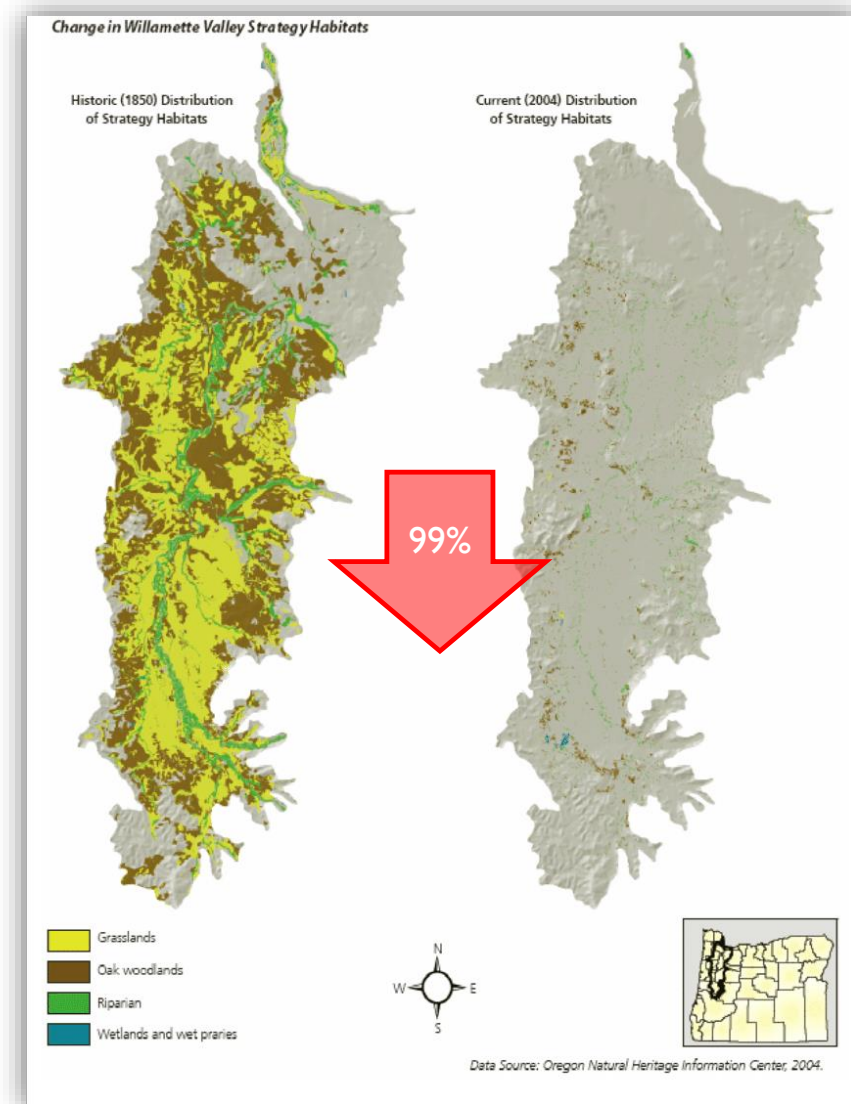 Change in Willamette Valley Strategy Habitats
Historic (1850) Distribution
of Strategy Habitats
Current (2004) Distribution
of Strategy Habitats
99%
Grasslands
Oak woodlands
Riparian
Wetlands and wet praries
N
W
E
S
Data Source: Oregon Natural Heritage Information Center, 2004.